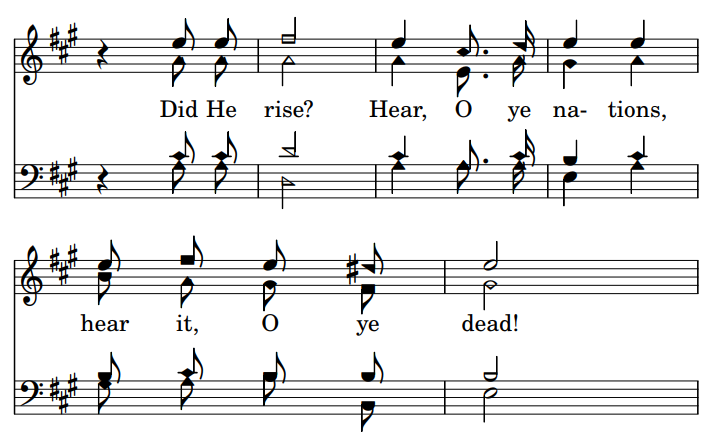 Did He rise? Hear, O ye na- tions,
hear it, O ye dead!